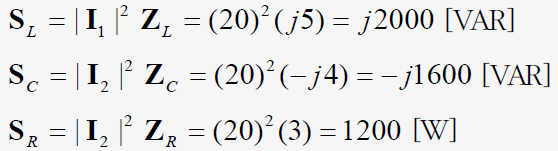 S_L = | I_1 |^2 Z_L = (20)^2 (j5) = j2000 [VAR]
S_C = | I_2 |^2 Z_C = (20)^2 (−j4) = −j1600 [VAR]
S_R = | I_2 |^2 Z_R = (20)^2 (3) = 1200 [W]